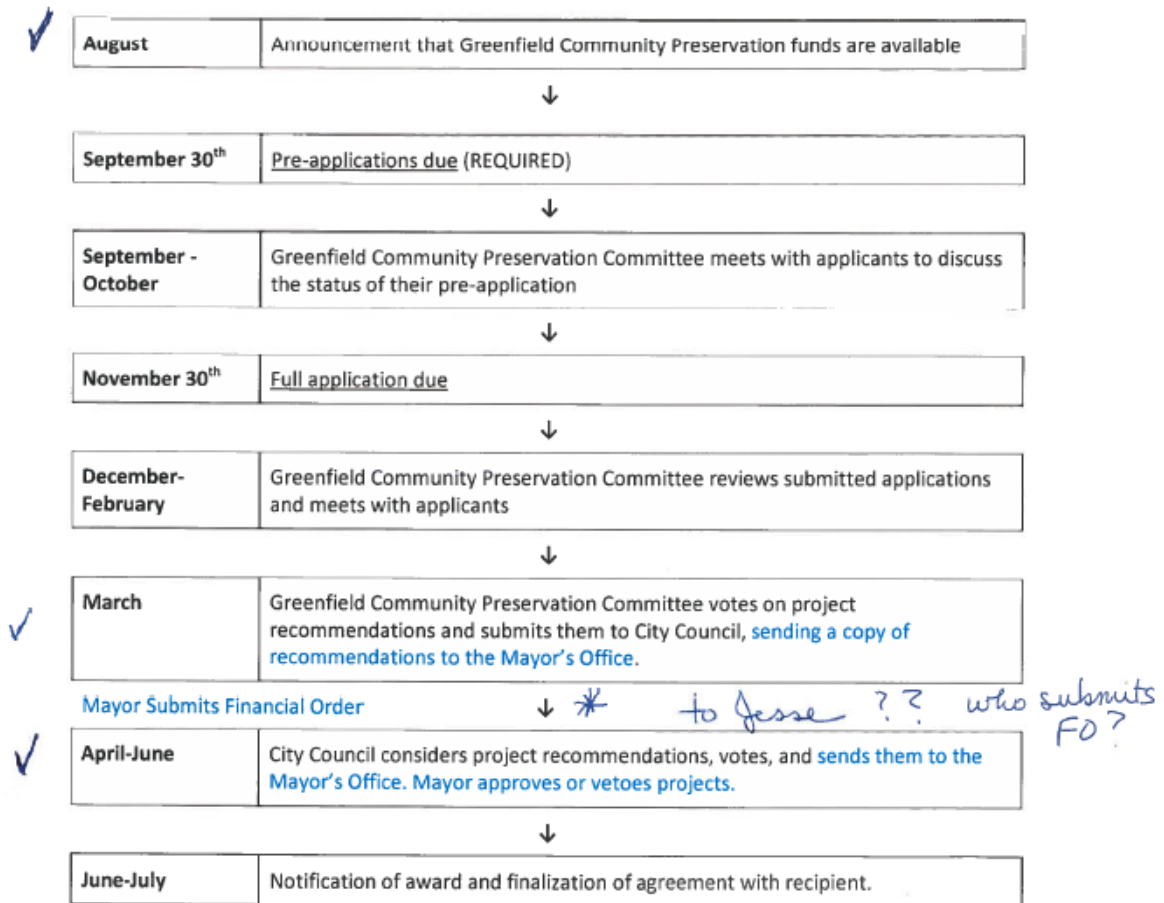 August Announcement that Greenfield Community Preservation funds are available
↓
September 30th Pre-applications due (REQUIRED)
↓
September - Greenfield Community Preservation Committee meets with applicants to discuss
October the status of their pre-application
↓
November 30th Full application due
↓
December- Greenfield Community Preservation Committee reviews submitted applications
February and meets with applicants
↓
March Greenfield Community Preservation Committee votes on project
recommendations and submits them to City Council, sending a copy of
recommendations to the Mayor's Office.
Mayor Submits Financial Order ↓ * to Jesse ?? who submits
FO?
April-June City Council considers project recommendations, votes, and sends them to the
Mayor's Office. Mayor approves or vetoes projects.
↓
June-July Notification of award and finalization of agreement with recipient.